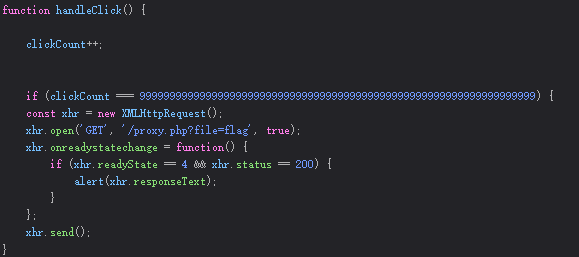 function handleClick() {
clickCount++;
if (clickCount === 999999999999999999999999999999999999999999999999999999999999999999) {
const xhr = new XMLHttpRequest();
xhr.open('GET', '/proxy.php?file=flag', true);
xhr.onreadystatechange = function() {
if (xhr.readyState == 4 && xhr.status == 200) {
alert(xhr.responseText);
}
};
xhr.send();
}